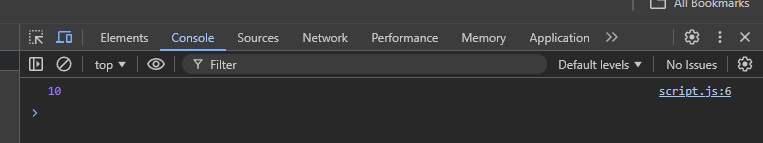 All Bookmarks
Elements Console Sources Network Performance Memory Application
top Filter Default levels No Issues
10 script.js:6